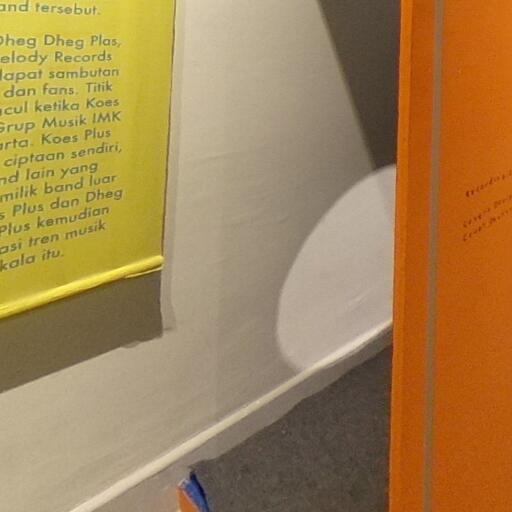 and tersebut.
Dheg Dheg Plas,
elody Records
dapat sambutan
dan fans. Titik
ncul ketika Koes
Grup Musik IMK
arta. Koes Plus
ciptaan sendiri,
nd lain yang
milik band luar
s Plus dan Dheg
Plus kemudian
asi tren musik
kala itu.